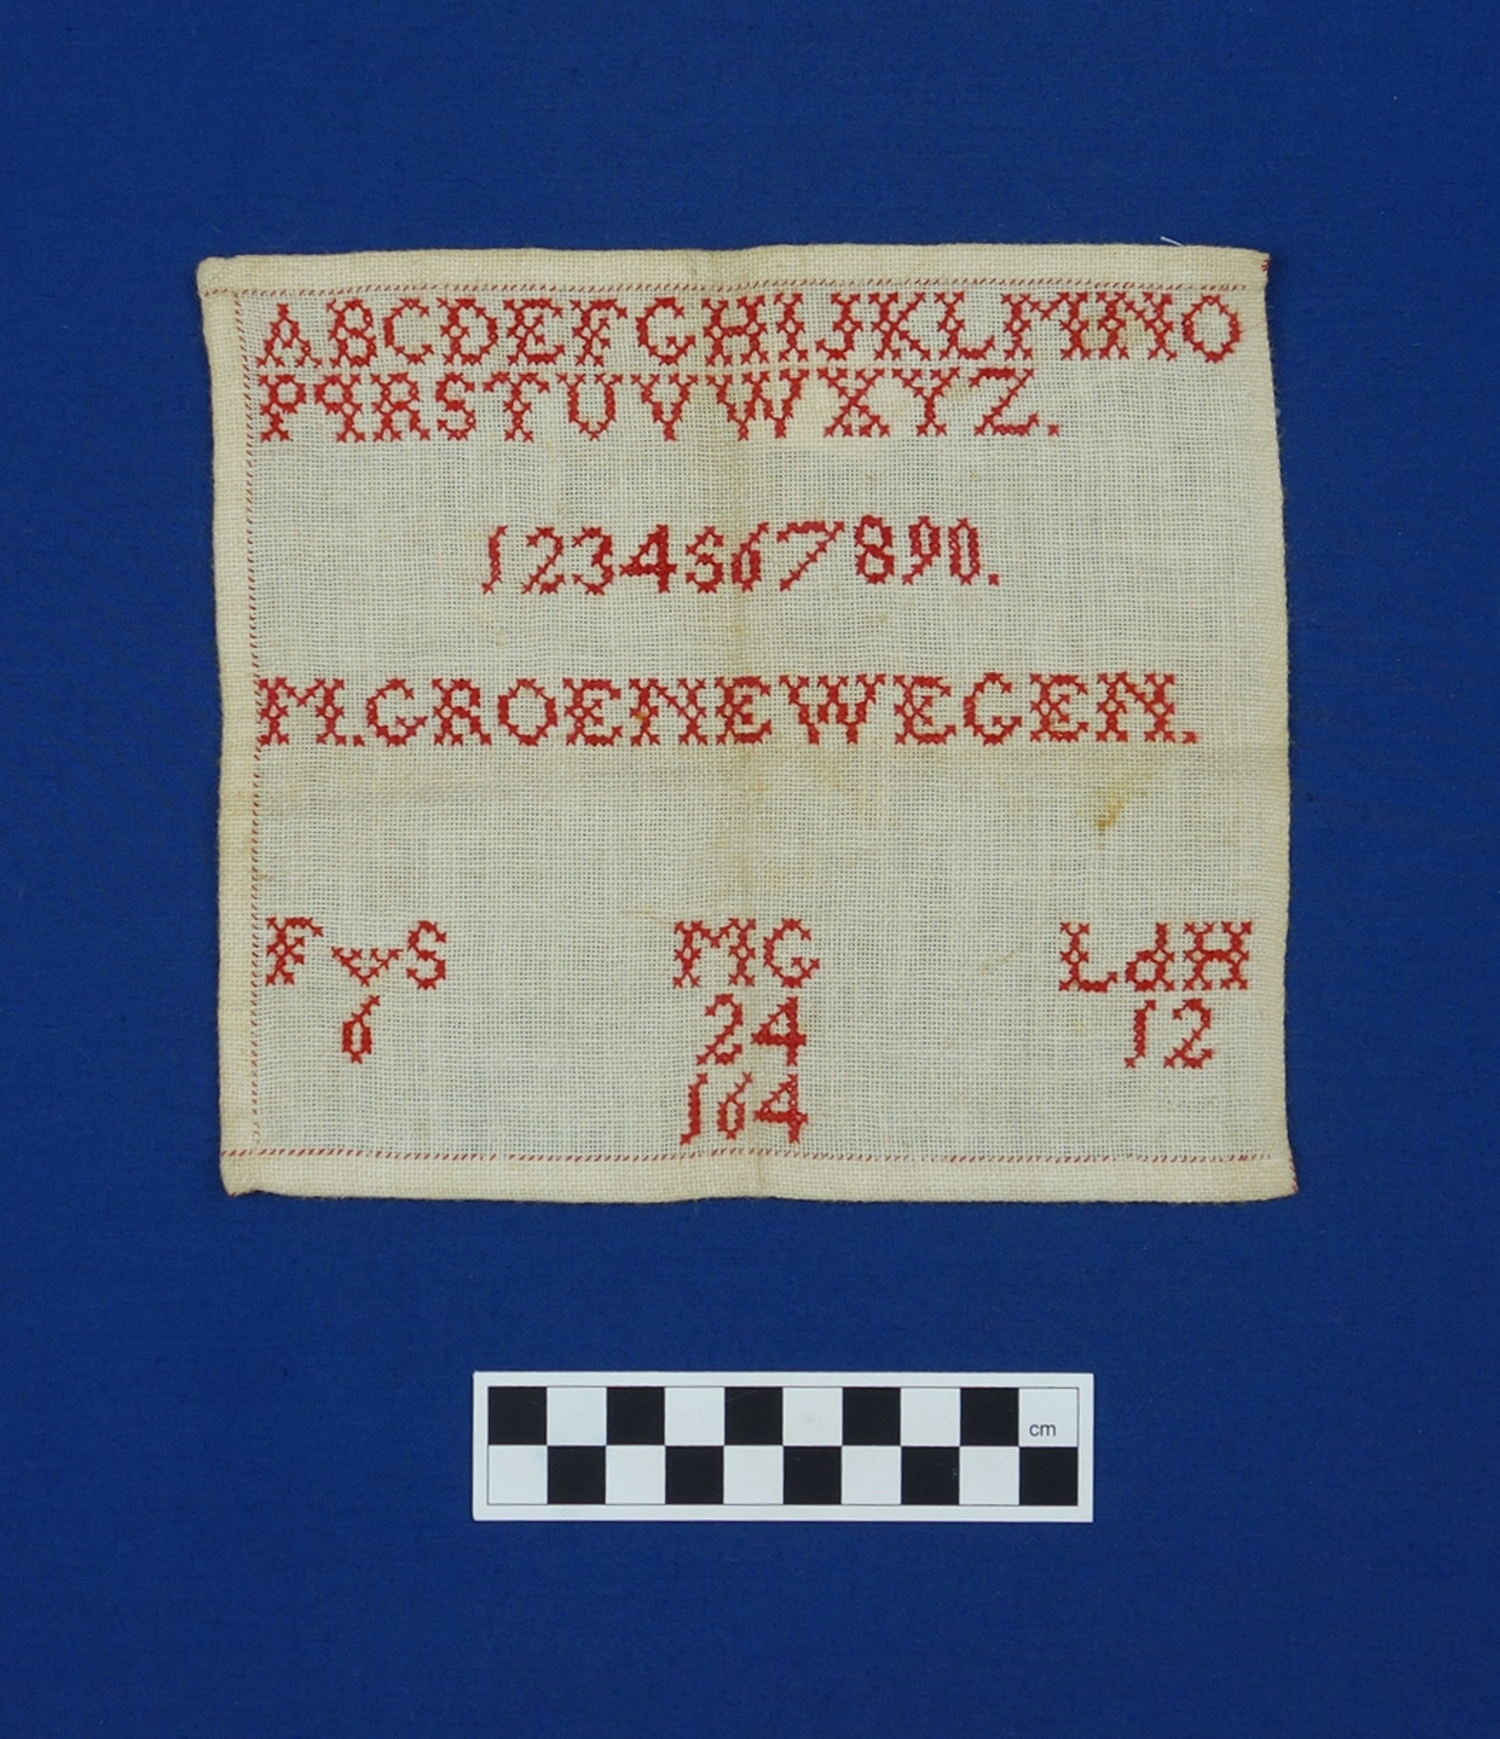 ABCDEFGHIJKLMNO
PqRSTUVWXYZ.
1234567890.
M.GROENEWEGEN.
FvS MG LdH
6 24 12
164
cm